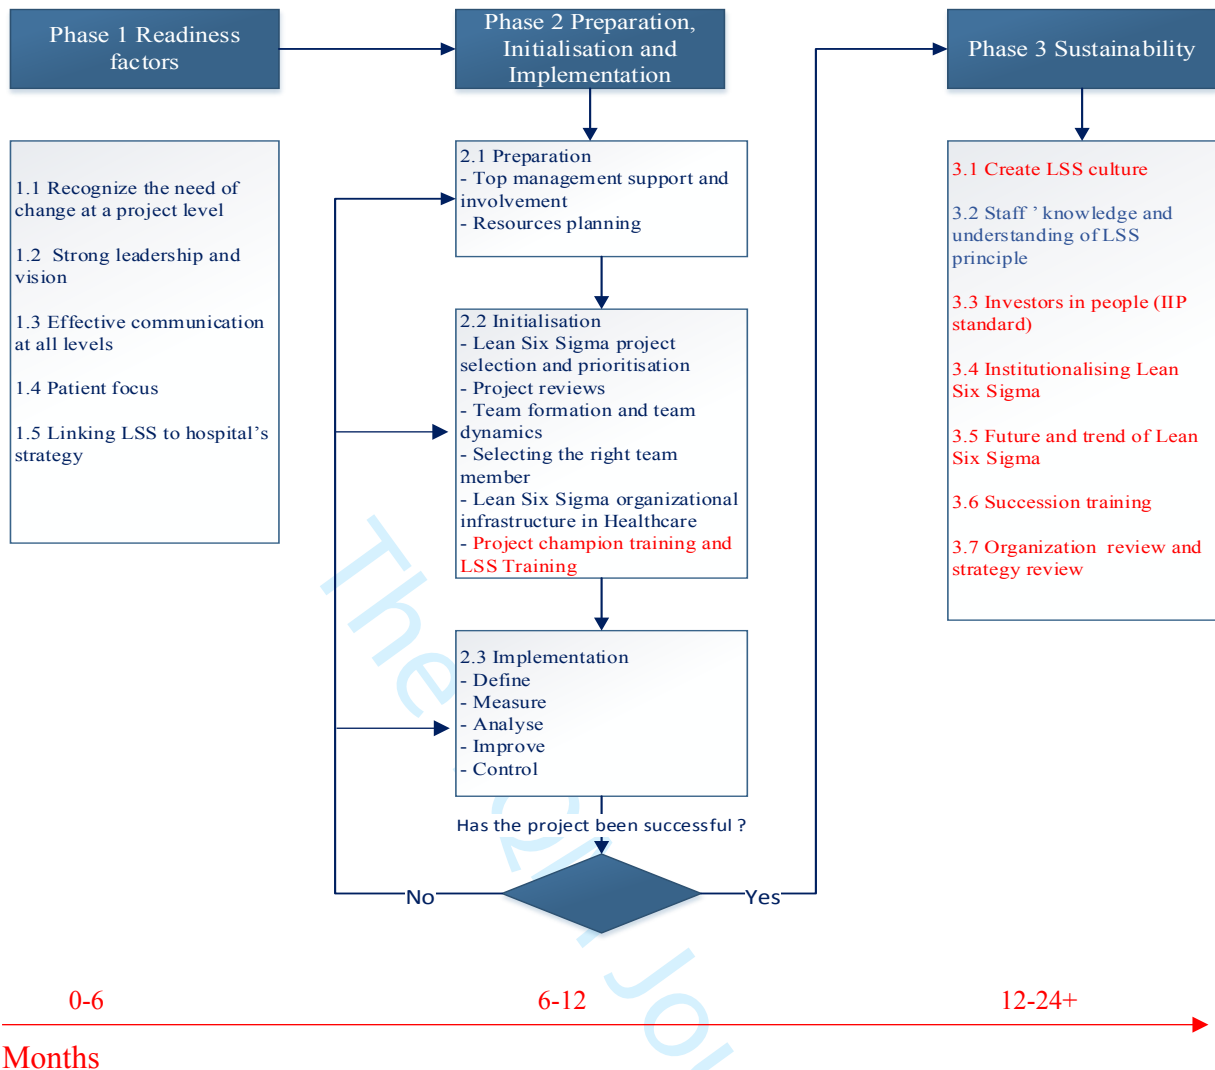 Phase 1 Readiness
factors
Phase 2 Preparation,
Initialisation and
Implementation
Phase 3 Sustainability
1.1 Recognize the need of
change at a project level
1.2 Strong leadership and
vision
1.3 Effective communication
at all levels
1.4 Patient focus
1.5 Linking LSS to hospital's
strategy
2.1 Preparation
- Top management support and
involvement
- Resources planning
2.2 Initialisation
- Lean Six Sigma project
selection and prioritisation
- Project reviews
- Team formation and team
dynamics
- Selecting the right team
member
- Lean Six Sigma organizational
infrastructure in Healthcare
- Project champion training and
LSS Training
2.3 Implementation
- Define
- Measure
- Analyse
- Improve
- Control
Has the project been successful ?
No
Yes
3.1 Create LSS culture
3.2 Staff ' knowledge and
understanding of LSS
principle
3.3 Investors in people (IIP
standard)
3.4 Institutionalising Lean
Six Sigma
3.5 Future and trend of Lean
Six Sigma
3.6 Succession training
3.7 Organization review and
strategy review
The
0-6
6-12
12-24+
Months